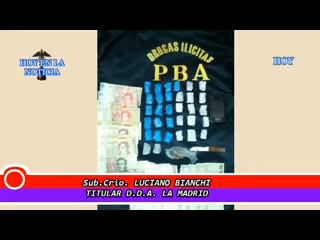 HOY EN LA
NOTICIA
HOY
DROGAS ILICITAS
PBA
Sub.Crio. LUCIANO BIANCHI
TITULAR D.D.A. LA MADRID